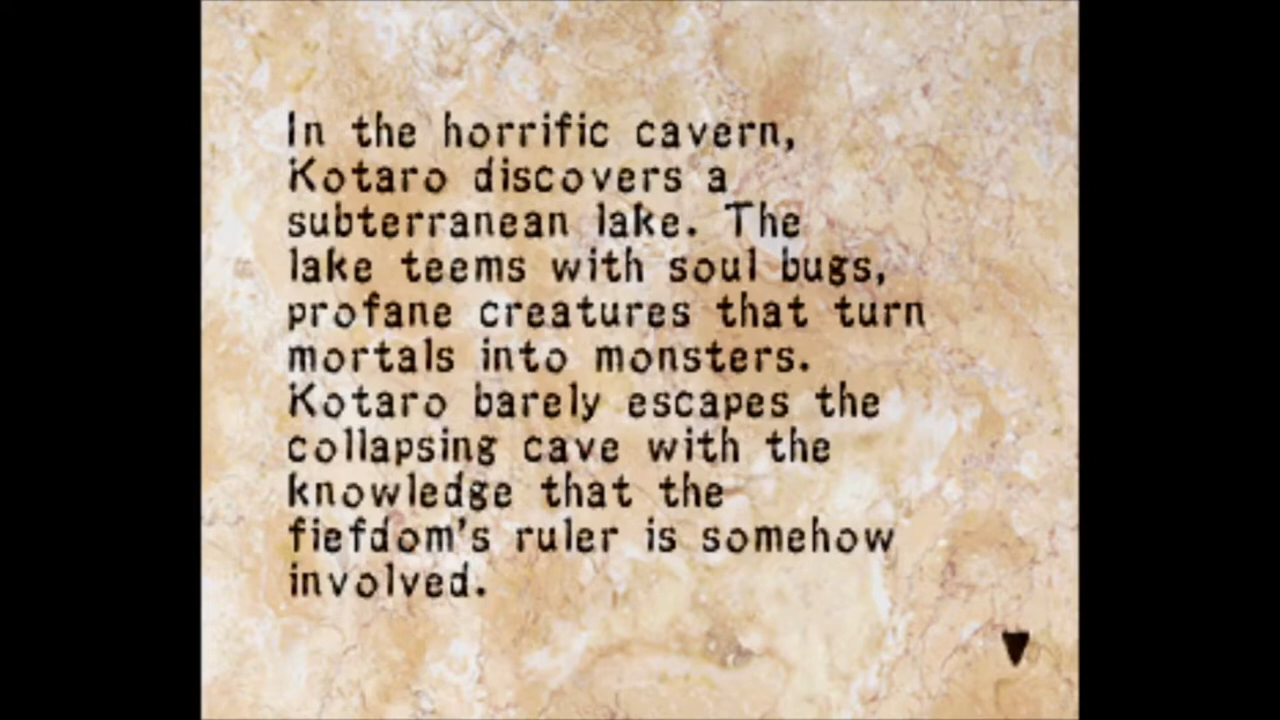 In the horrific cavern,
Kotaro discovers a
subterranean lake. The
lake teems with soul bugs,
profane creatures that turn
mortals into monsters.
Kotaro barely escapes the
collapsing cave with the
knowledge that the
fiefdom's ruler is somehow
involved.